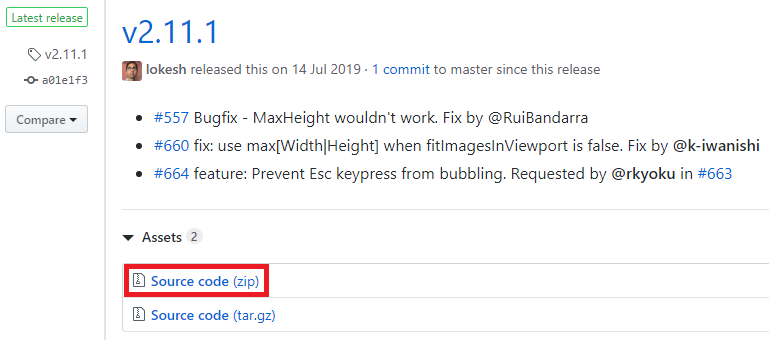 Latest release
v2.11.1
a01e1f3
Compare
v2.11.1
lokesh released this on 14 Jul 2019 · 1 commit to master since this release
#557 Bugfix - MaxHeight wouldn't work. Fix by @RuiBandarra
#660 fix: use max[Width|Height] when fitImagesInViewport is false. Fix by @k-iwanishi
#664 feature: Prevent Esc keypress from bubbling. Requested by @rkyoku in #663
Assets 2
Source code (zip)
Source code (tar.gz)